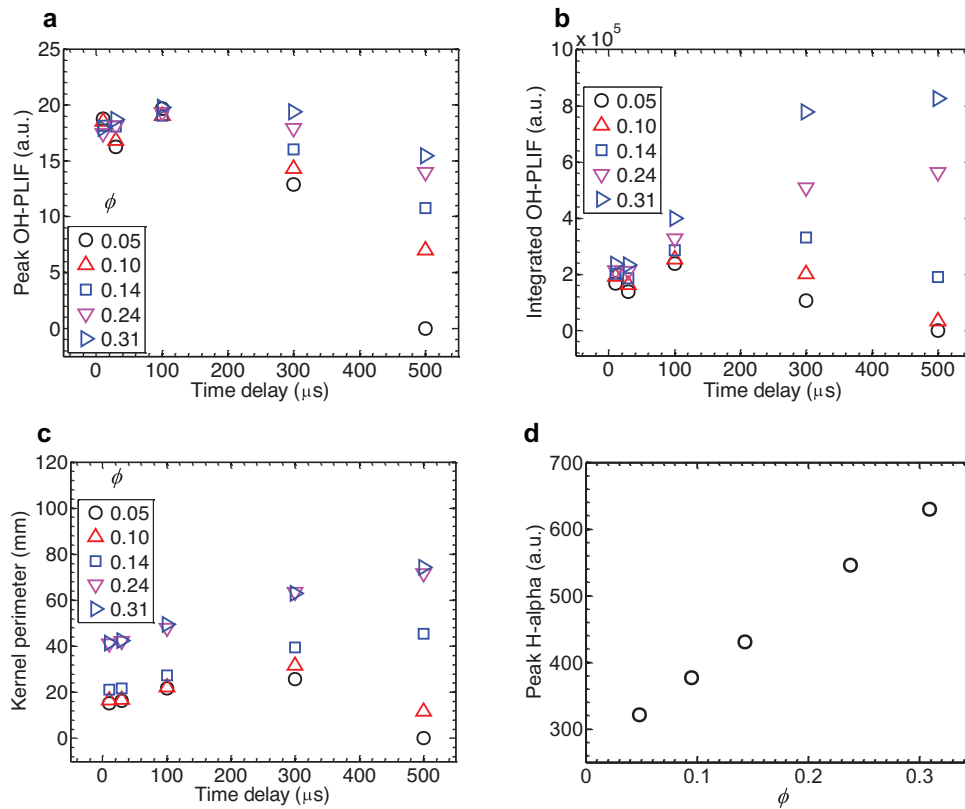 a
25
20
15
10
5
0
Peak OH-PLIF (a.u.)
ϕ
0.05
0.10
0.14
0.24
0.31
0 100 200 300 400 500
Time delay (μs)
b
10 x 10^5
8
6
4
2
0
Integrated OH-PLIF (a.u.)
0.05
0.10
0.14
0.24
0.31
0 100 200 300 400 500
Time delay (μs)
c
120
100
80
60
40
20
0
Kernel perimeter (mm)
ϕ
0.05
0.10
0.14
0.24
0.31
0 100 200 300 400 500
Time delay (μs)
d
700
600
500
400
300
Peak H-alpha (a.u.)
0 0.1 0.2 0.3
ϕ